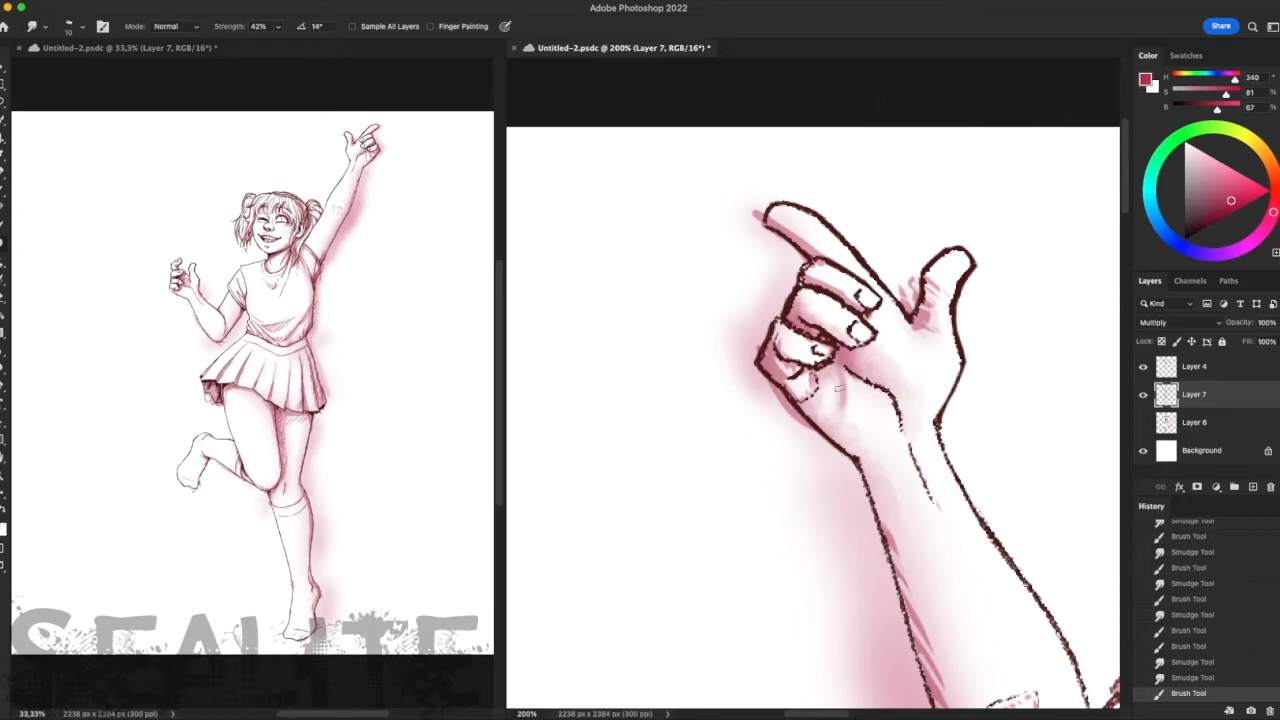 Adobe Photoshop 2022
10
Mode: Normal
Strength: 42%
14°
Sample All Layers
Finger Painting
Share
× Untitled-2.psdc @ 33,3% (Layer 7, RGB/16*) *
× Untitled-2.psdc @ 200% (Layer 7, RGB/16*) *
Color
Swatches
H 340 °
S 81 %
B 67 %
Layers
Channels
Paths
Kind
Multiply
Opacity: 100%
Lock:
Fill: 100%
Layer 4
Layer 7
Layer 6
Background
fx
History
Smudge Tool
Brush Tool
Smudge Tool
Brush Tool
Smudge Tool
Brush Tool
Smudge Tool
Brush Tool
Brush Tool
Smudge Tool
Smudge Tool
Brush Tool
33,33%
2238 px x 2384 px (300 ppi)
200%
2238 px x 2384 px (300 ppi)